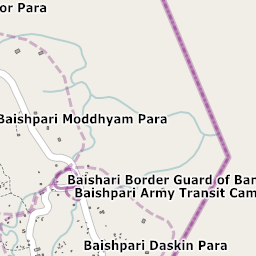 or Para
Baishpari Moddhyam Para
Baishari Border Guard of Ban
Baishpari Army Transit Cam
Baishpari Daskin Para